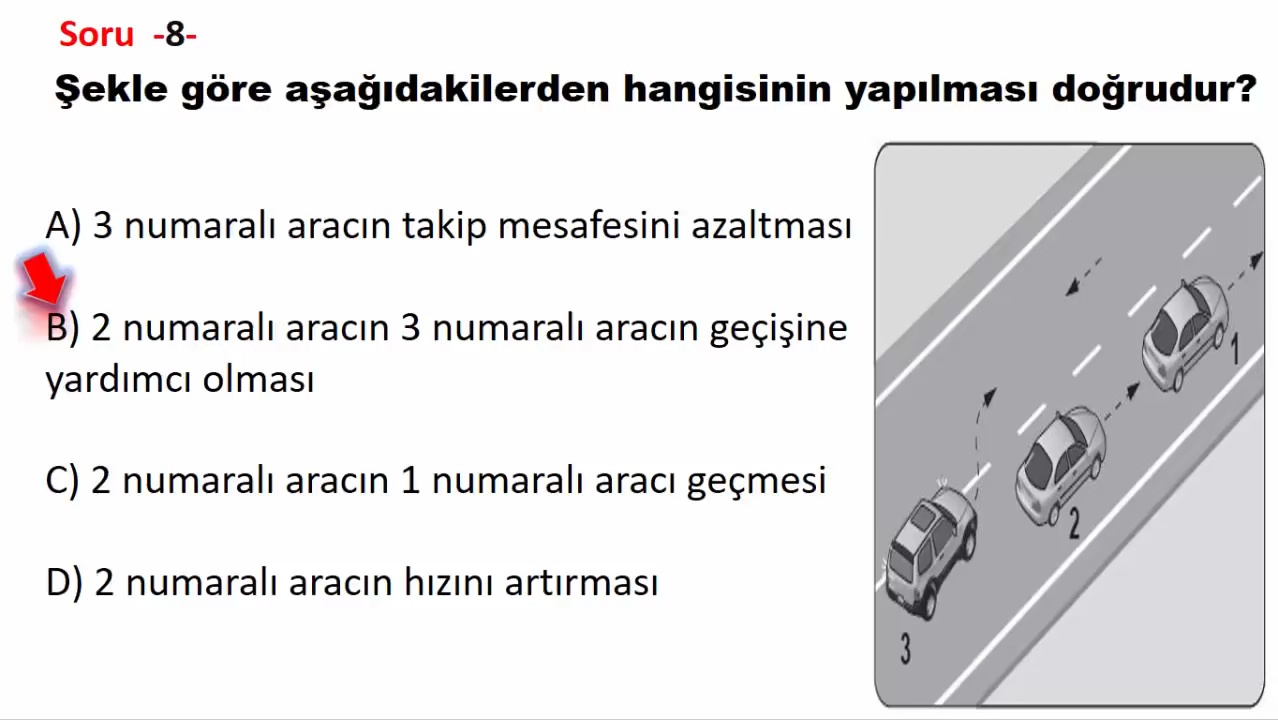 Soru -8-
Şekle göre aşağıdakilerden hangisinin yapılması doğrudur?
A) 3 numaralı aracın takip mesafesini azaltması
B) 2 numaralı aracın 3 numaralı aracın geçişine
yardımcı olması
C) 2 numaralı aracın 1 numaralı aracı geçmesi
D) 2 numaralı aracın hızını artırması
1
2
3